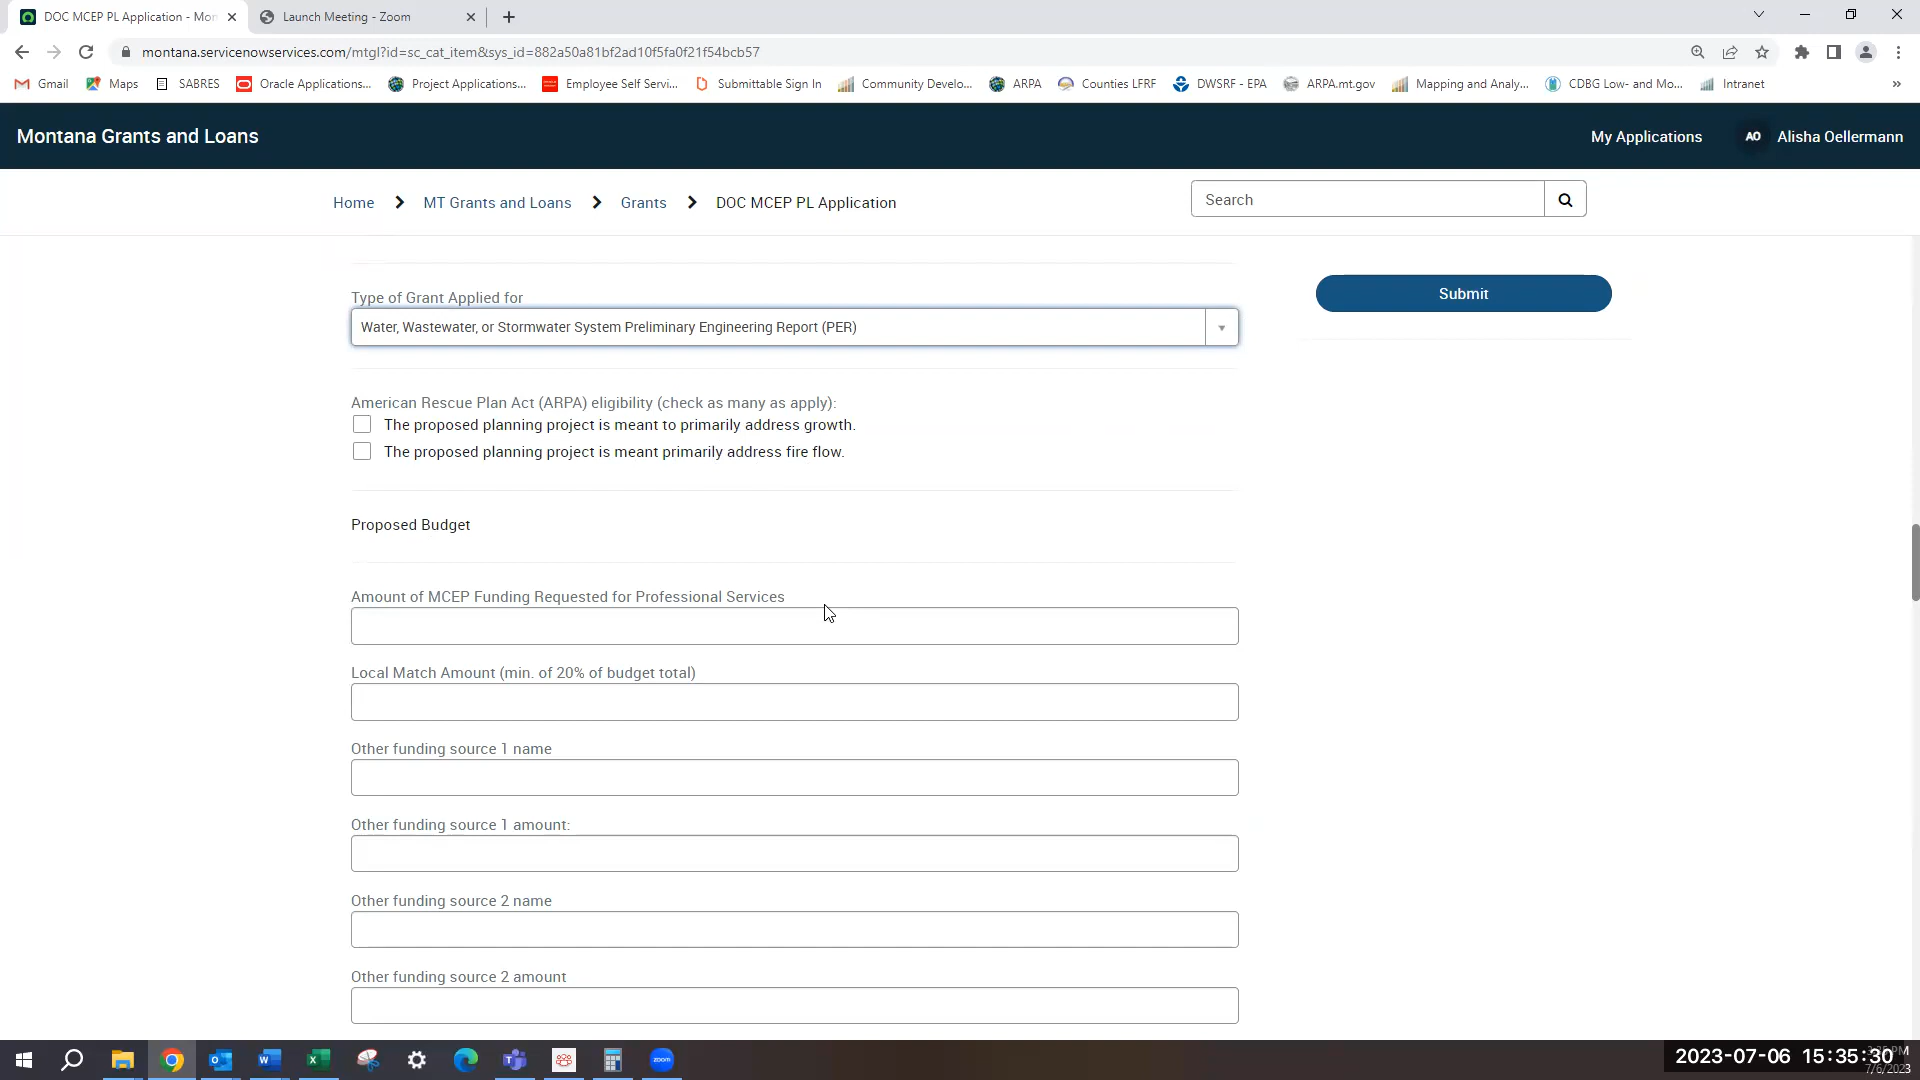 DOC MCEP PL Application - Mon
Launch Meeting - Zoom
montana.servicenowservices.com/mtgl?id=sc_cat_item&sys_id=882a50a81bf2ad10f5fa0f21f54bcb57
Gmail Maps SABRES Oracle Applications... Project Applications... Employee Self Servi... Submittable Sign In Community Develo... ARPA Counties LFRF DWSRF - EPA ARPA.mt.gov Mapping and Analy... CDBG Low- and Mo... Intranet »
Montana Grants and Loans
My Applications AO Alisha Oellermann
Home MT Grants and Loans Grants DOC MCEP PL Application
Search
Submit
Type of Grant Applied for
Water, Wastewater, or Stormwater System Preliminary Engineering Report (PER)
American Rescue Plan Act (ARPA) eligibility (check as many as apply):
The proposed planning project is meant to primarily address growth.
The proposed planning project is meant primarily address fire flow.
Proposed Budget
Amount of MCEP Funding Requested for Professional Services
Local Match Amount (min. of 20% of budget total)
Other funding source 1 name
Other funding source 1 amount:
Other funding source 2 name
Other funding source 2 amount
zoom
2023-07-06 15:35:30
7/6/2023